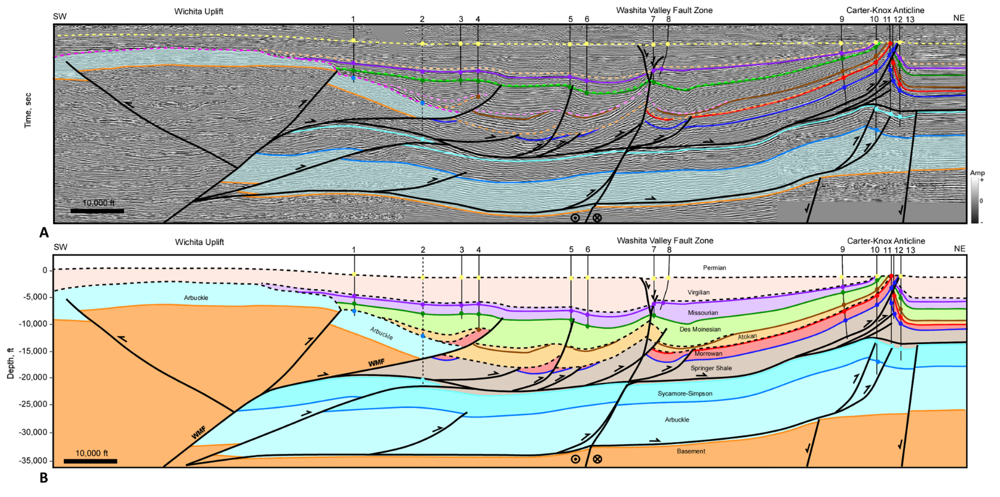 Wichita Uplift
Washita Valley Fault Zone
Carter-Knox Anticline
SW
NE
1 2 3 4 5 6 7 8 9 10 11 12 13
Time, sec
10,000 ft
Amp
+
0
-
A
Wichita Uplift
Washita Valley Fault Zone
Carter-Knox Anticline
SW
NE
1 2 3 4 5 6 7 8 9 10 11 12 13
Depth, ft
0
-5,000
-10,000
-15,000
-20,000
-25,000
-30,000
-35,000
Permian
Virgilian
Arbuckle
Missourian
Des Moinesian
Arbuckle
Atokan
Morrowan
WMF
Springer Shale
Sycamore-Simpson
Arbuckle
WMF
Basement
10,000 ft
B